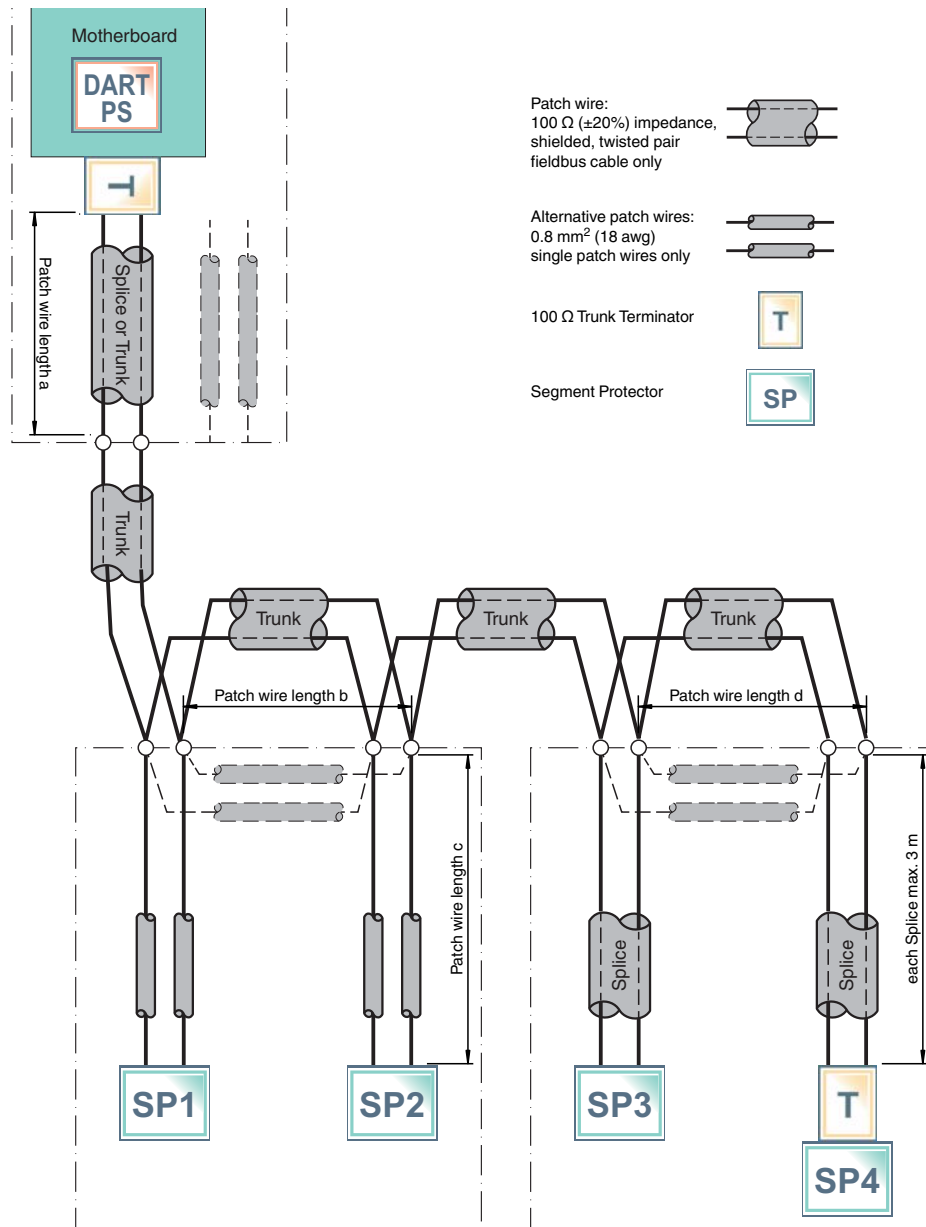 Motherboard
DART
PS
T
Patch wire length a
Splice or Trunk
Trunk
Patch wire:
100 Ω (±20%) impedance,
shielded, twisted pair
fieldbus cable only
Alternative patch wires:
0.8 mm² (18 awg)
single patch wires only
100 Ω Trunk Terminator
T
Segment Protector
SP
Trunk
Trunk
Trunk
Patch wire length b
Patch wire length d
Patch wire length c
each Splice max. 3 m
Splice
Splice
SP1
SP2
SP3
T
SP4